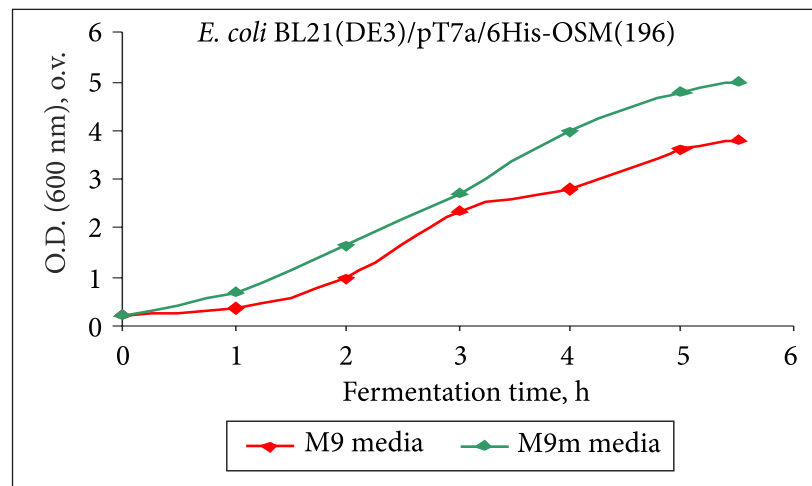 E. coli BL21(DE3)/pT7a/6His-OSM(196)
O.D. (600 nm), o.v.
6
5
4
3
2
1
0
0 1 2 3 4 5 6
Fermentation time, h
M9 media M9m media